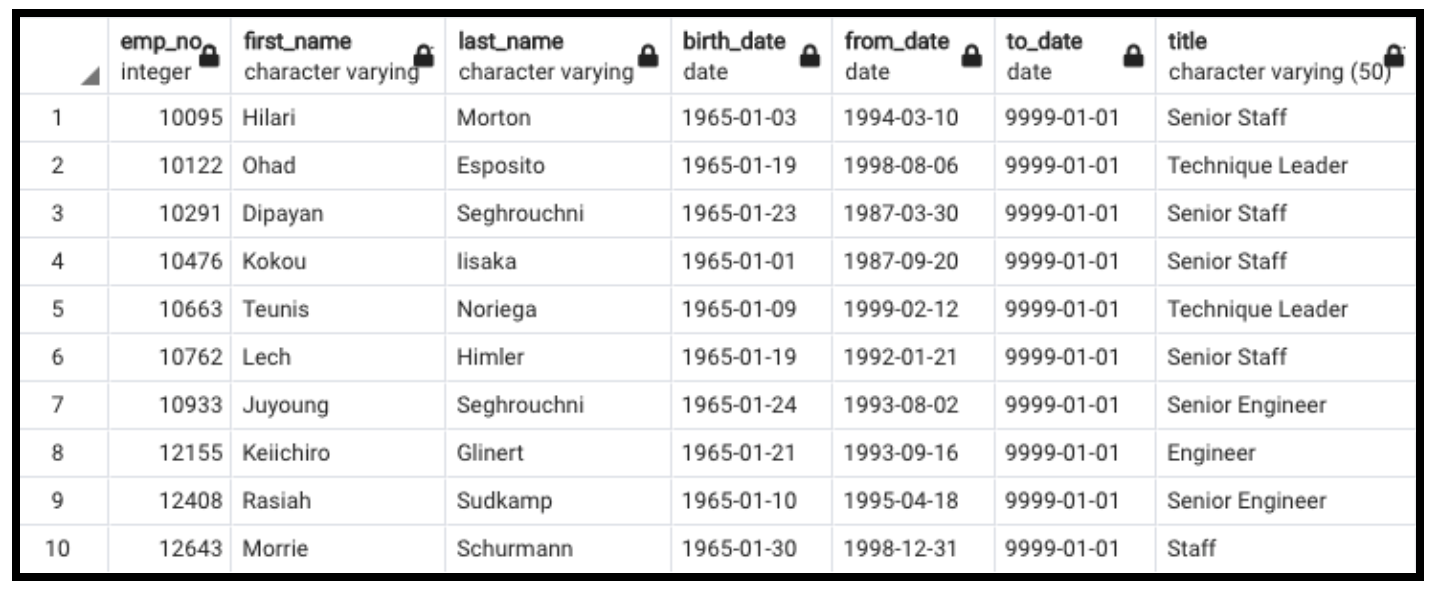 emp_no first_name last_name birth_date from_date to_date title
integer character varying character varying date date date character varying (50)
1 10095 Hilari Morton 1965-01-03 1994-03-10 9999-01-01 Senior Staff
2 10122 Ohad Esposito 1965-01-19 1998-08-06 9999-01-01 Technique Leader
3 10291 Dipayan Seghrouchni 1965-01-23 1987-03-30 9999-01-01 Senior Staff
4 10476 Kokou Iisaka 1965-01-01 1987-09-20 9999-01-01 Senior Staff
5 10663 Teunis Noriega 1965-01-09 1999-02-12 9999-01-01 Technique Leader
6 10762 Lech Himler 1965-01-19 1992-01-21 9999-01-01 Senior Staff
7 10933 Juyoung Seghrouchni 1965-01-24 1993-08-02 9999-01-01 Senior Engineer
8 12155 Keiichiro Glinert 1965-01-21 1993-09-16 9999-01-01 Engineer
9 12408 Rasiah Sudkamp 1965-01-10 1995-04-18 9999-01-01 Senior Engineer
10 12643 Morrie Schurmann 1965-01-30 1998-12-31 9999-01-01 Staff